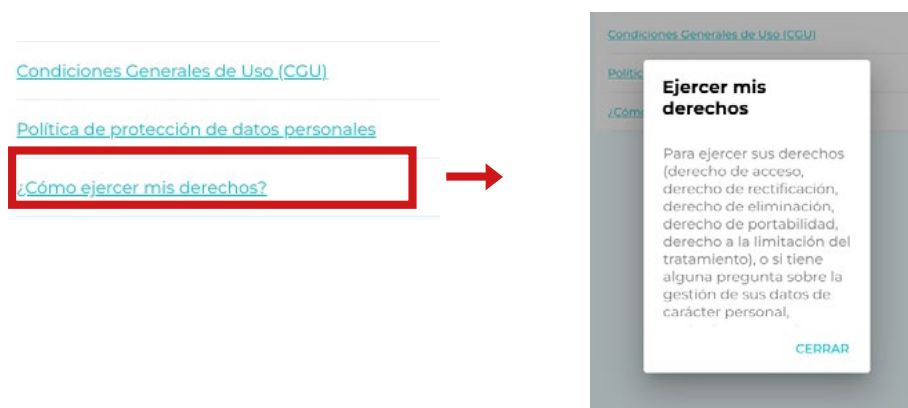 Condiciones Generales de Uso (CGU)
Política de protección de datos personales
¿Cómo ejercer mis derechos?
Condiciones Generales de Uso (CGU)
¿Cómo
Ejercer mis
derechos
Para ejercer sus derechos
(derecho de acceso,
derecho de rectificación,
derecho de eliminación,
derecho de portabilidad,
derecho a la limitación del
tratamiento), o si tiene
alguna pregunta sobre la
gestión de sus datos de
carácter personal,
CERRAR